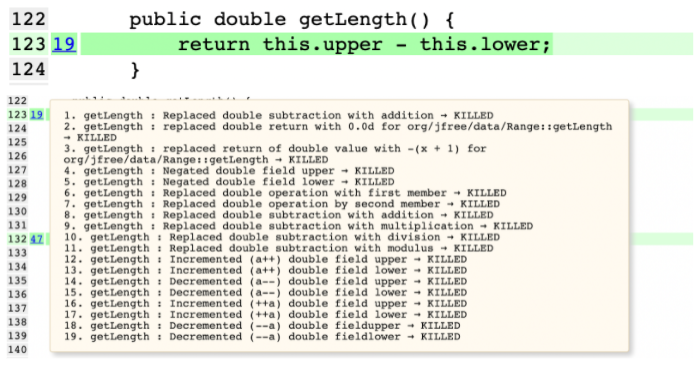 122 public double getLength() {
123 19 return this.upper - this.lower;
124 }
122
123 19 1. getLength : Replaced double subtraction with addition → KILLED
124 2. getLength : replaced double return with 0.0d for org/jfree/data/Range::getLength
125 → KILLED
3. getLength : replaced return of double value with -(x + 1) for
126 org/jfree/data/Range::getLength → KILLED
127 4. getLength : Negated double field upper → KILLED
128 5. getLength : Negated double field lower → KILLED
129 6. getLength : Replaced double operation with first member → KILLED
7. getLength : Replaced double operation by second member → KILLED
130 8. getLength : Replaced double subtraction with addition → KILLED
131 9. getLength : Replaced double subtraction with multiplication → KILLED
132 47 10. getLength : Replaced double subtraction with division → KILLED
11. getLength : Replaced double subtraction with modulus → KILLED
133 12. getLength : Incremented (a++) double field upper → KILLED
134 13. getLength : Incremented (a++) double field lower → KILLED
135 14. getLength : Decremented (a--) double field upper → KILLED
136 15. getLength : Decremented (a--) double field lower → KILLED
137 16. getLength : Incremented (++a) double field upper → KILLED
17. getLength : Incremented (++a) double field lower → KILLED
138 18. getLength : Decremented (--a) double fieldupper → KILLED
139 19. getLength : Decremented (--a) double fieldlower → KILLED
140